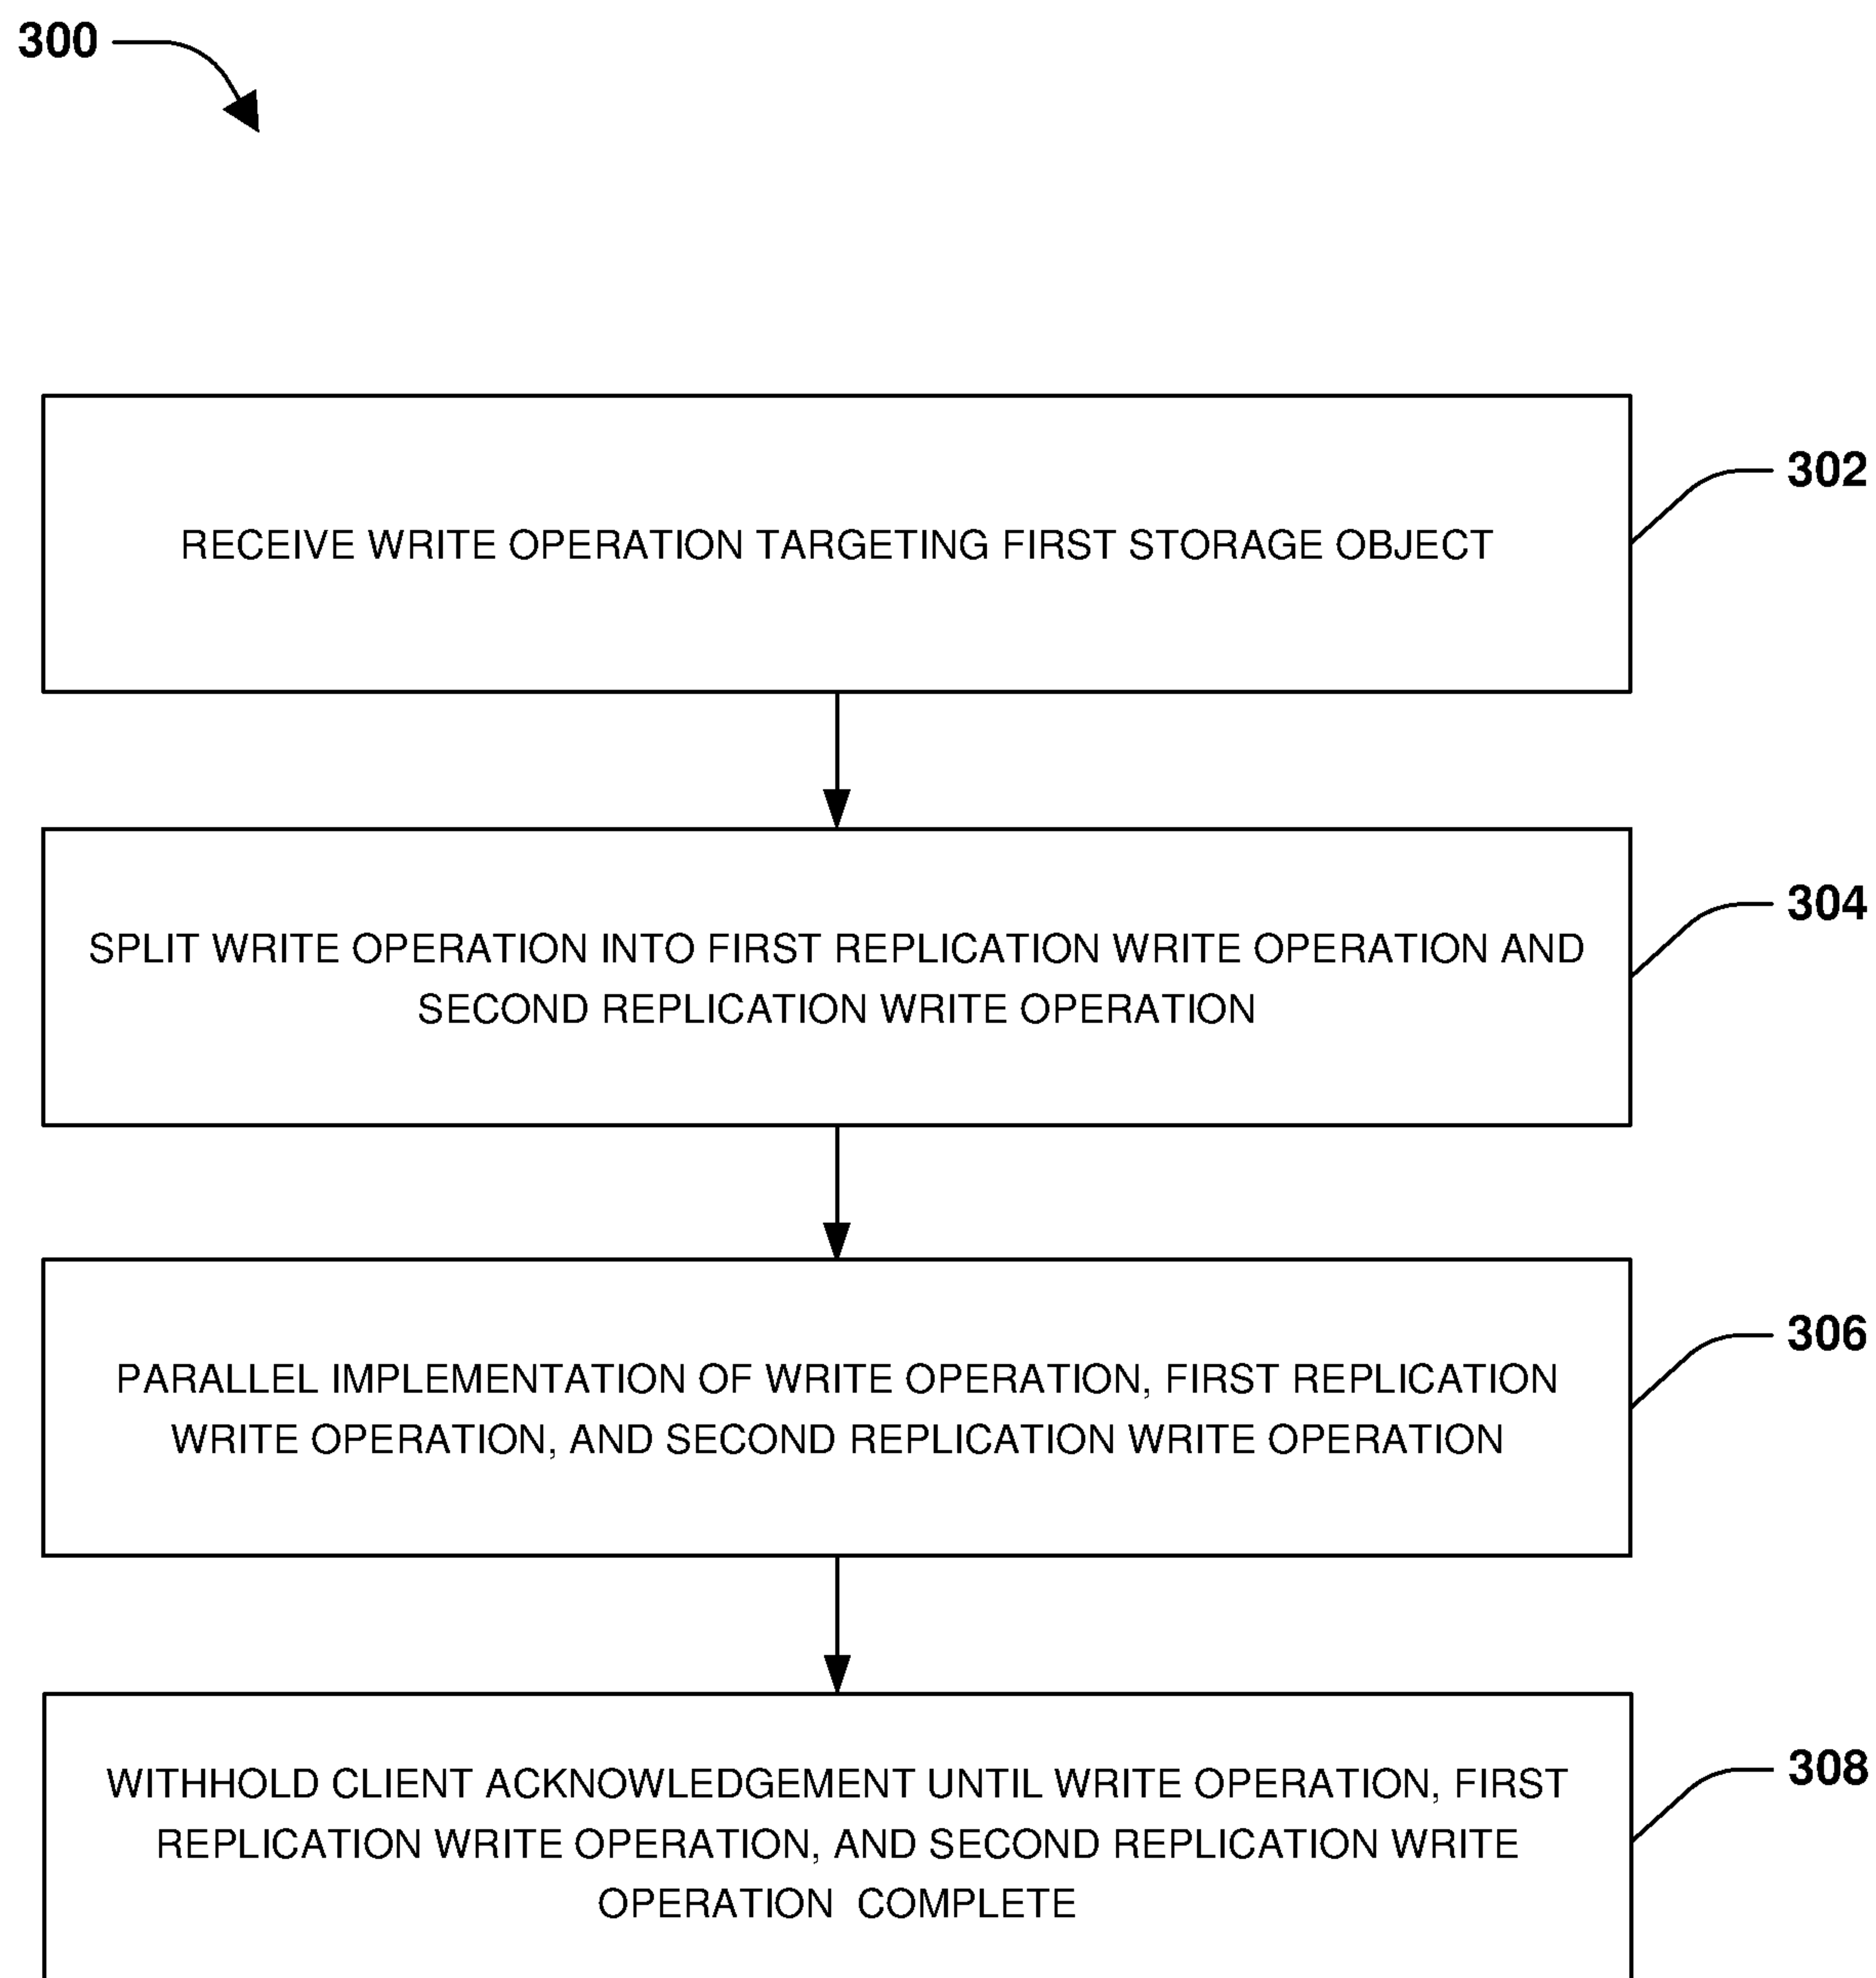 300
RECEIVE WRITE OPERATION TARGETING FIRST STORAGE OBJECT
302
SPLIT WRITE OPERATION INTO FIRST REPLICATION WRITE OPERATION AND
SECOND REPLICATION WRITE OPERATION
304
PARALLEL IMPLEMENTATION OF WRITE OPERATION, FIRST REPLICATION
WRITE OPERATION, AND SECOND REPLICATION WRITE OPERATION
306
WITHHOLD CLIENT ACKNOWLEDGEMENT UNTIL WRITE OPERATION, FIRST
REPLICATION WRITE OPERATION, AND SECOND REPLICATION WRITE
OPERATION COMPLETE
308